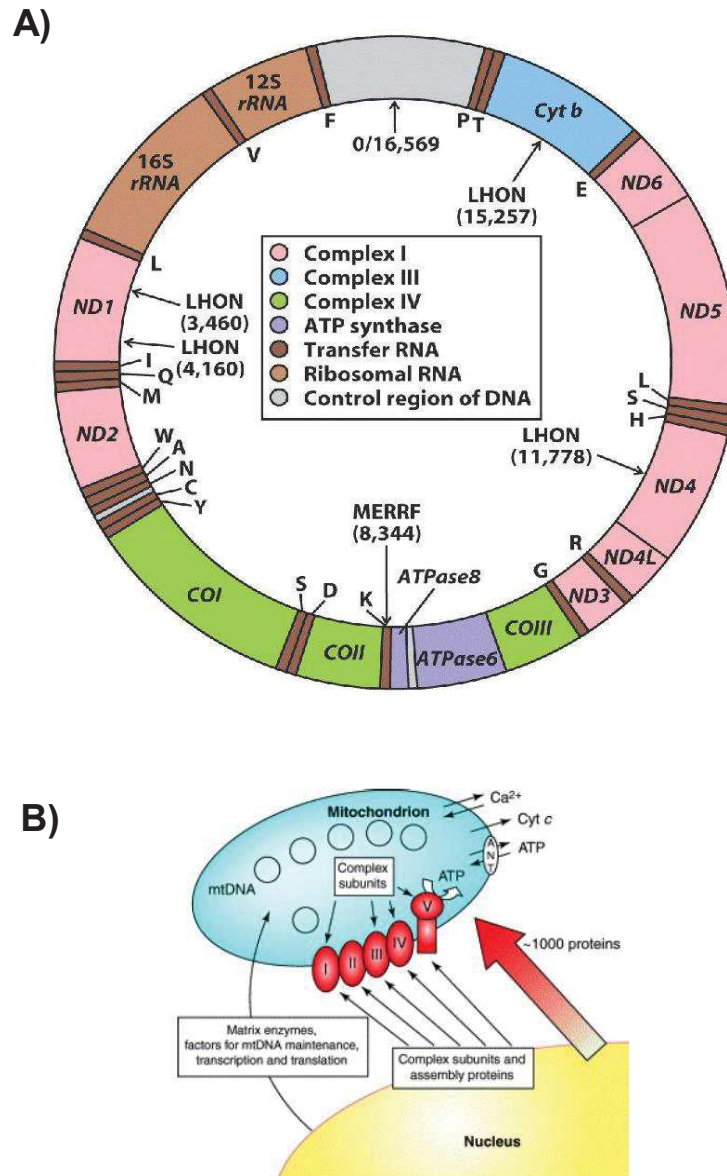 A)
12S
rRNA
F
0/16,569
P T
Cyt b
V
16S
rRNA
LHON
(15,257)
E
ND6
L
Complex I
Complex III
Complex IV
ATP synthase
Transfer RNA
Ribosomal RNA
Control region of DNA
ND1
LHON
(3,460)
LHON
(4,160)
I
Q
M
ND2
W
A
N
C
Y
ND5
L
S
H
LHON
(11,778)
ND4
MERRF
(8,344)
ATPase8
R
ND4L
G
ND3
COI
S
D
K
COII
ATPase6
COIII
B)
Mitochondrion
Ca2+
Cyt c
ATP
A
N
T
mtDNA
Complex
subunits
ATP
V
IV
III
II
I
~1000 proteins
Matrix enzymes,
factors for mtDNA maintenance,
transcription and translation
Complex subunits and
assembly proteins
Nucleus